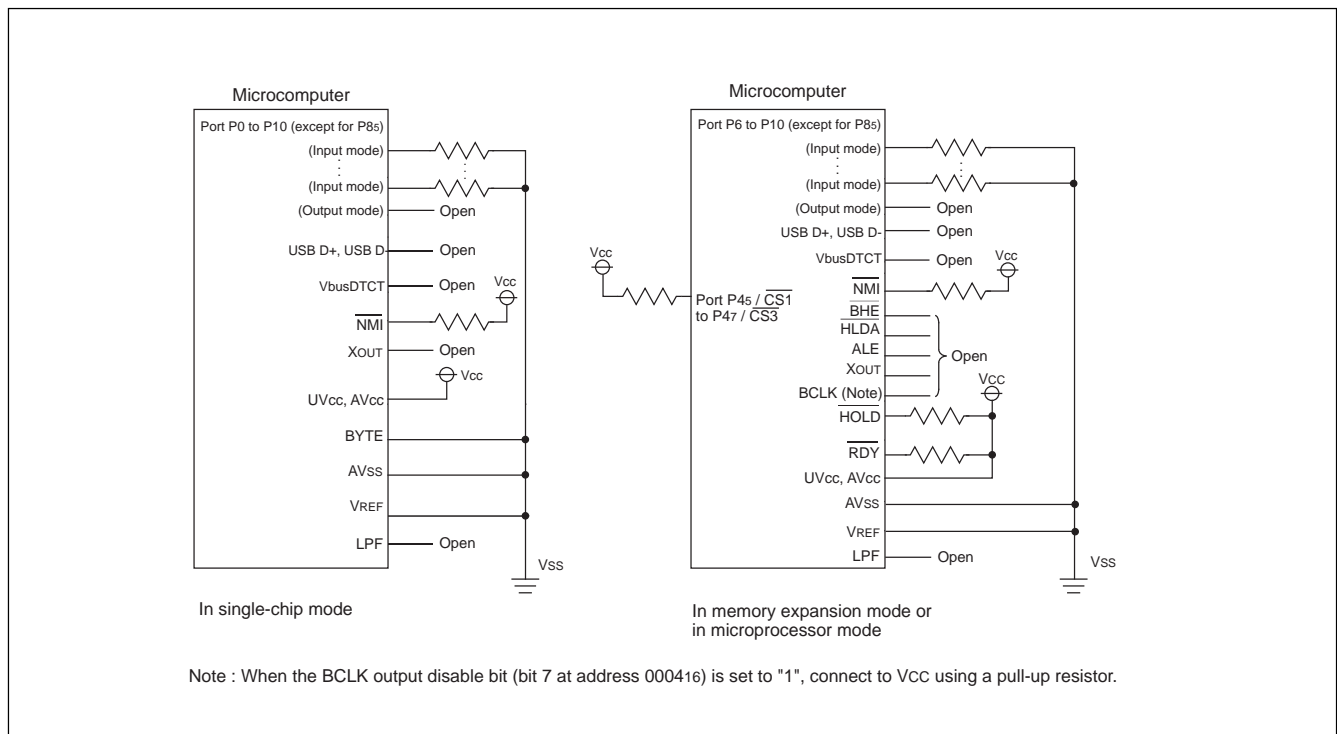 Microcomputer
Port P0 to P10 (except for P85)
(Input mode)
(Input mode)
(Output mode)
Open
USB D+, USB D-
Open
VbusDTCT
Open
Vcc
NMI
XOUT
Open
Vcc
UVcc, AVcc
BYTE
AVss
VREF
LPF
Open
Vss
In single-chip mode
Microcomputer
Port P6 to P10 (except for P85)
(Input mode)
(Input mode)
(Output mode)
Open
USB D+, USB D-
Open
VbusDTCT
Open
Vcc
Vcc
Port P45 / CS1
to P47 / CS3
NMI
BHE
HLDA
ALE
Open
XOUT
BCLK (Note)
VCC
HOLD
RDY
UVcc, AVcc
AVss
VREF
LPF
Open
Vss
In memory expansion mode or
in microprocessor mode
Note : When the BCLK output disable bit (bit 7 at address 000416) is set to "1", connect to VCC using a pull-up resistor.